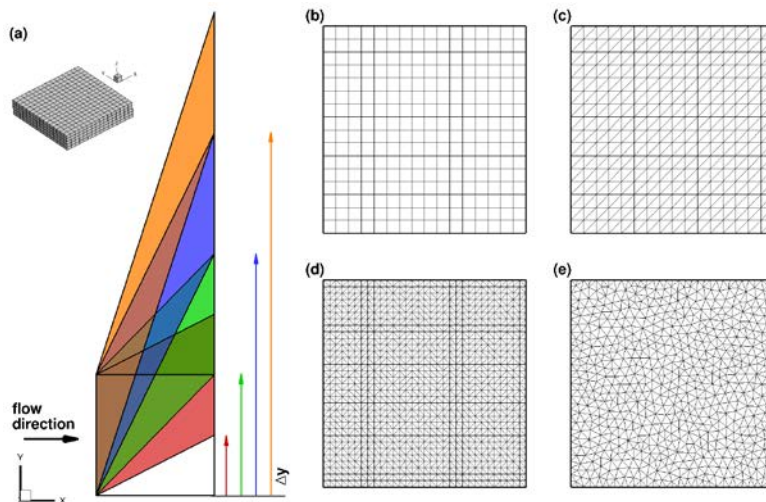 (a)
(b)
(c)
(d)
(e)
flow
direction
Y
X
Δy